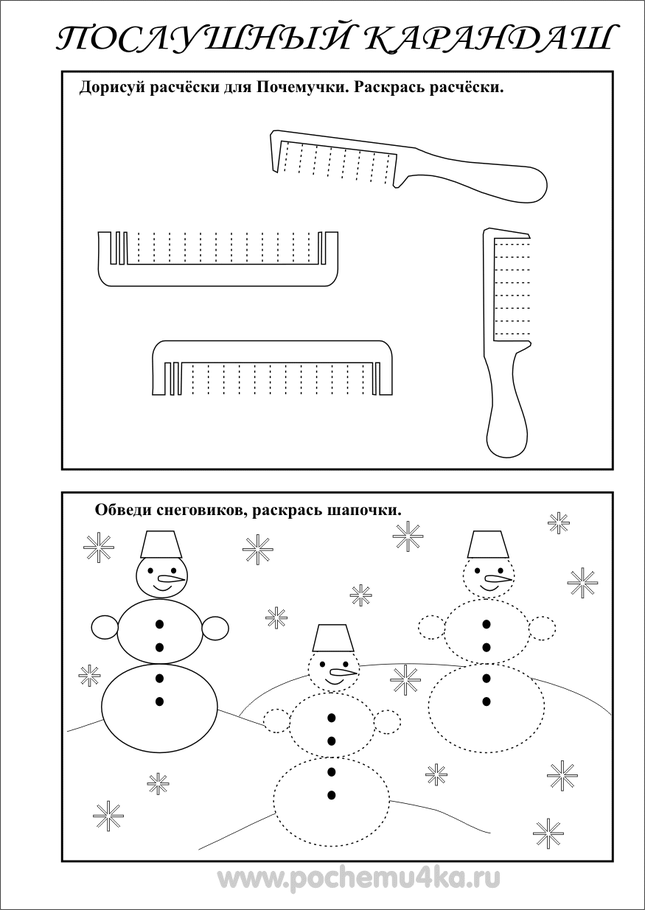 ПОСЛУШНЫЙ КАРАНДАШ
Дорисуй расчёски для Почемучки. Раскрась расчёски.
Обведи снеговиков, раскрась шапочки.
www.pochemu4ka.ru